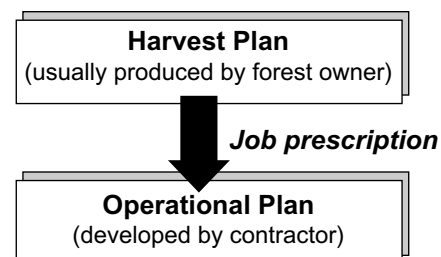 Harvest Plan
(usually produced by forest owner)
Job prescription
Operational Plan
(developed by contractor)